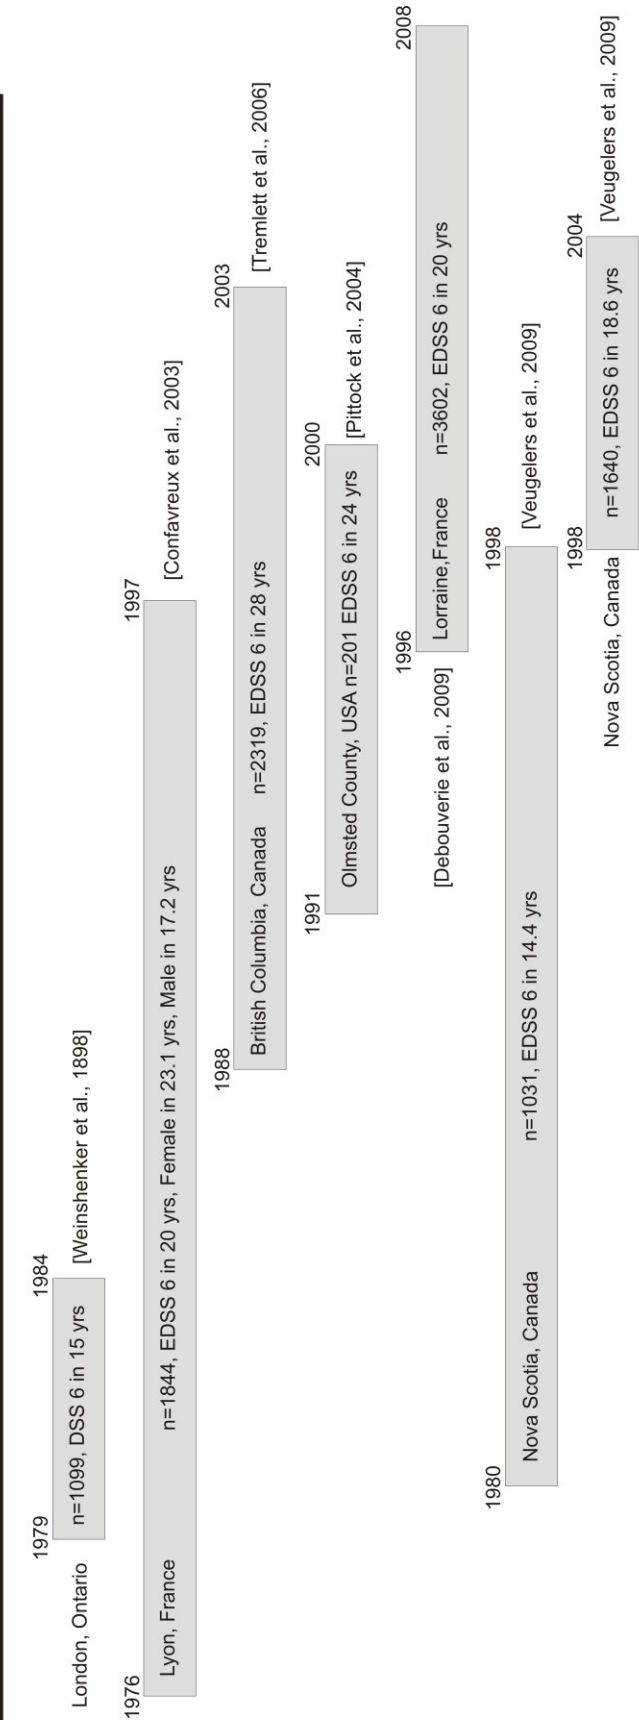 1979 1984
London, Ontario n=1099, DSS 6 in 15 yrs [Weinshenker et al., 1898]
1976 1997
Lyon, France n=1844, EDSS 6 in 20 yrs, Female in 23.1 yrs, Male in 17.2 yrs [Confavreux et al., 2003]
1988 2003
British Columbia, Canada n=2319, EDSS 6 in 28 yrs [Tremlett et al., 2006]
1991 2000
Olmsted County, USA n=201 EDSS 6 in 24 yrs [Pittock et al., 2004]
1996 2008
[Debouverie et al., 2009] Lorraine,France n=3602, EDSS 6 in 20 yrs
1980 1998
Nova Scotia, Canada n=1031, EDSS 6 in 14.4 yrs [Veugelers et al., 2009]
1998 2004
Nova Scotia, Canada n=1640, EDSS 6 in 18.6 yrs [Veugelers et al., 2009]